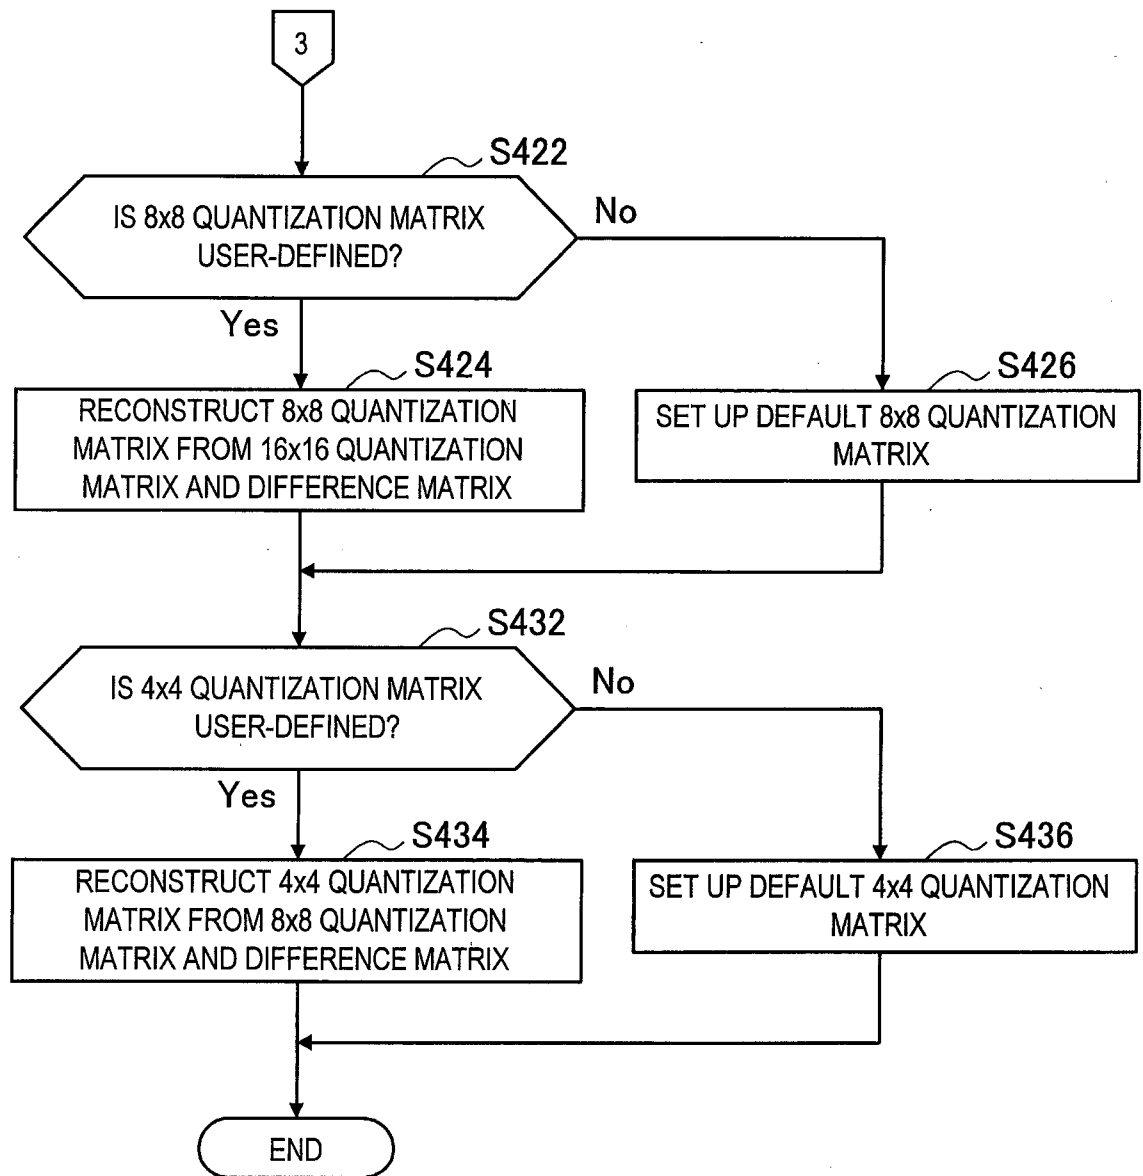 3
S422
IS 8x8 QUANTIZATION MATRIX
USER-DEFINED?
No
Yes
S424
RECONSTRUCT 8x8 QUANTIZATION
MATRIX FROM 16x16 QUANTIZATION
MATRIX AND DIFFERENCE MATRIX
S426
SET UP DEFAULT 8x8 QUANTIZATION
MATRIX
S432
IS 4x4 QUANTIZATION MATRIX
USER-DEFINED?
No
Yes
S434
RECONSTRUCT 4x4 QUANTIZATION
MATRIX FROM 8x8 QUANTIZATION
MATRIX AND DIFFERENCE MATRIX
S436
SET UP DEFAULT 4x4 QUANTIZATION
MATRIX
END